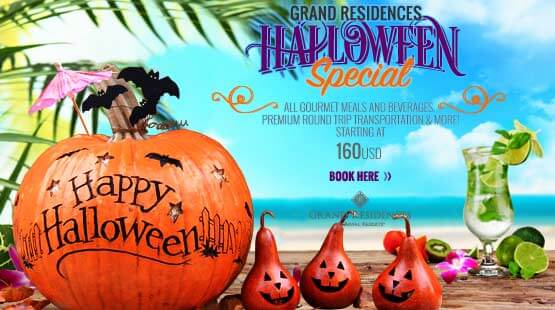 GRAND RESIDENCES
HALLOWEEN
Special
ALL GOURMET MEALS AND BEVERAGES,
PREMIUM ROUND TRIP TRANSPORTATION & MORE!
STARTING AT
160USD
BOOK HERE »
GRAND RESIDENCES
Happy
Halloween